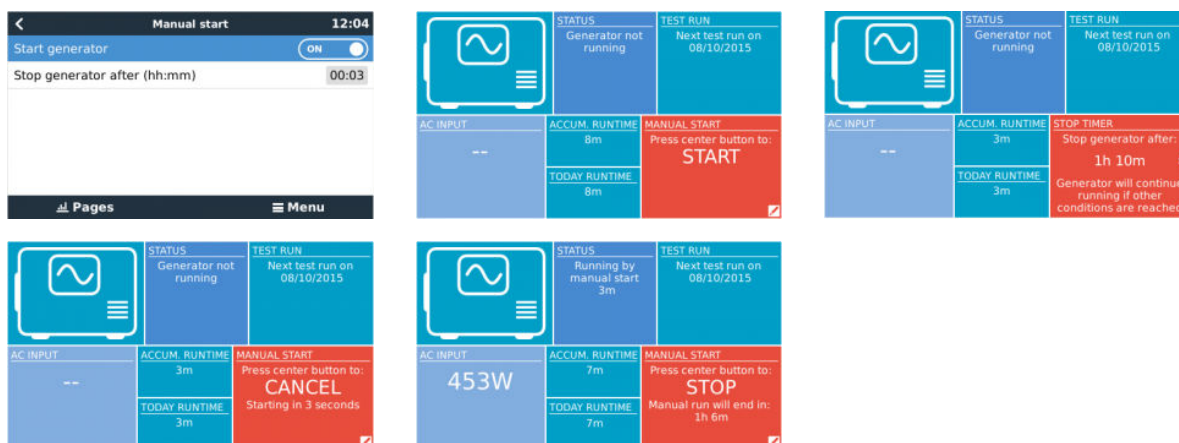 Manual start 12:04
Start generator ON
Stop generator after (hh:mm) 00:03
Pages Menu
STATUS
Generator not
running
TEST RUN
Next test run on
08/10/2015
AC INPUT
--
ACCUM. RUNTIME
8m
TODAY RUNTIME
8m
MANUAL START
Press center button to:
START
STATUS
Generator not
running
TEST RUN
Next test run on
08/10/2015
AC INPUT
--
ACCUM. RUNTIME
3m
TODAY RUNTIME
3m
STOP TIMER
Stop generator after:
1h 10m
Generator will continue
running if other
conditions are reached
STATUS
Generator not
running
TEST RUN
Next test run on
08/10/2015
AC INPUT
--
ACCUM. RUNTIME
3m
TODAY RUNTIME
3m
MANUAL START
Press center button to:
CANCEL
Starting in 3 seconds
STATUS
Running by
manual start
3m
TEST RUN
Next test run on
08/10/2015
AC INPUT
453W
ACCUM. RUNTIME
7m
TODAY RUNTIME
7m
MANUAL START
Press center button to:
STOP
Manual run will end in:
1h 6m